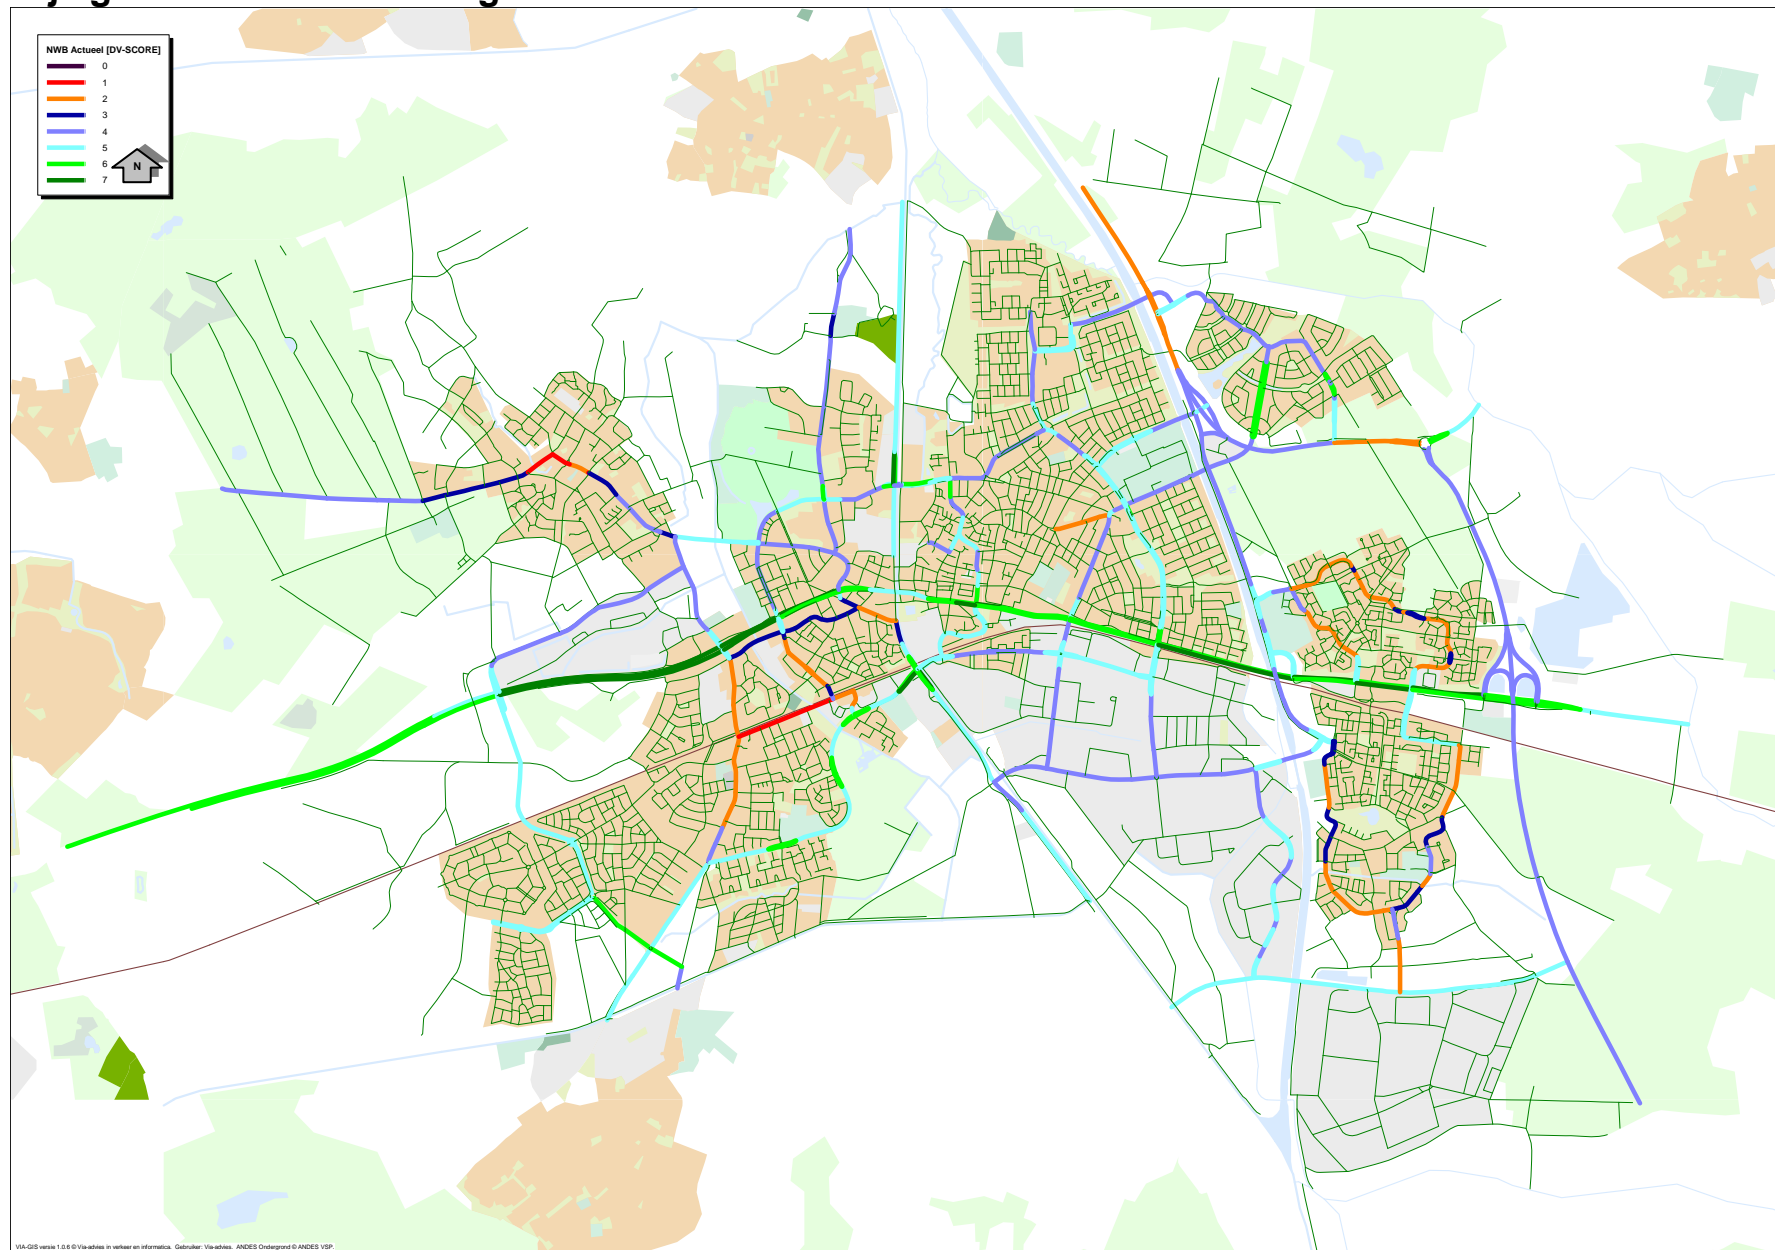 NWB Actueel [DV-SCORE]
0
1
2
3
4
5
6
7
N
VIA-GIS versie 1.0.6 © Via-advies in verkeer en informatica. Gebruiker: Via-advies. ANDES Ondergrond © ANDES VSP.